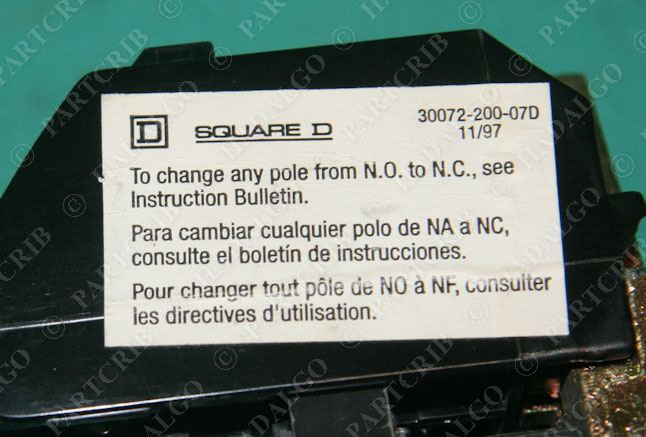 D SQUARE D 30072-200-07D
11/97
To change any pole from N.O. to N.C., see
Instruction Bulletin.
Para cambiar cualquier polo de NA a NC,
consulte el boletín de instrucciones.
Pour changer tout pôle de NO à NF, consulter
les directives d'utilisation.
© PARTCRIB
© HADALGO